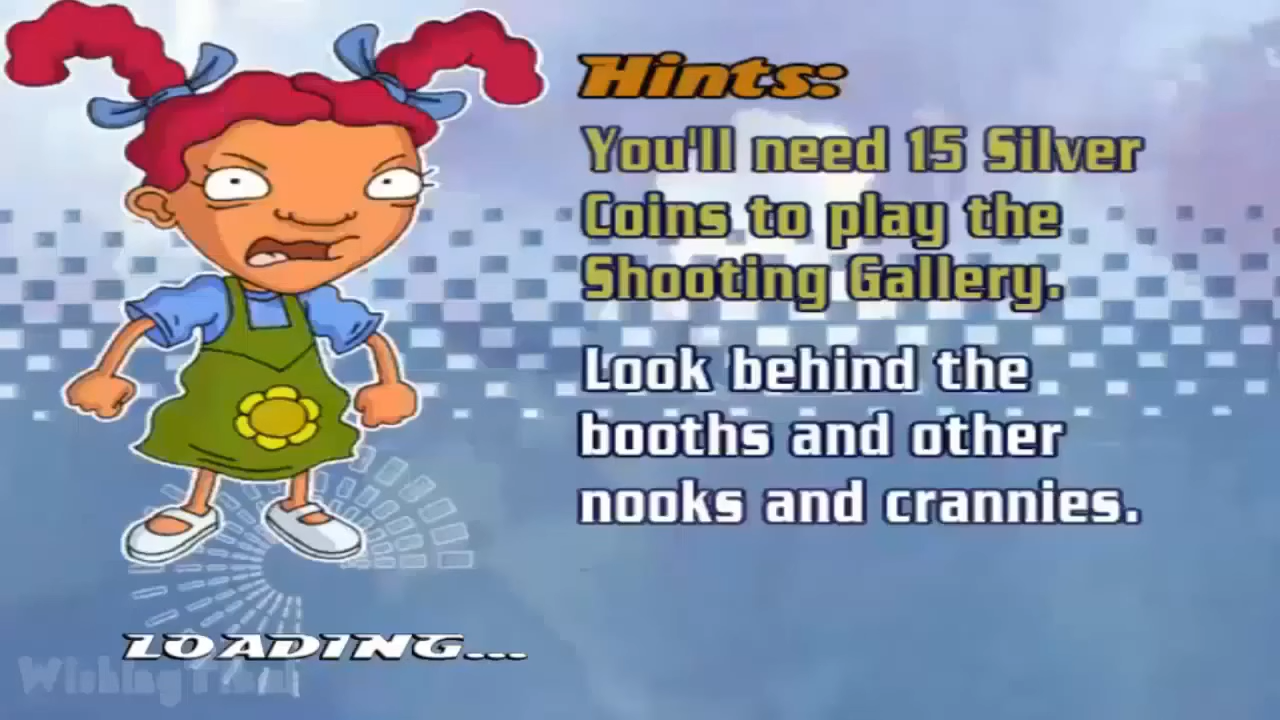 Hints:
You'll need 15 Silver
Coins to play the
Shooting Gallery.
Look behind the
booths and other
nooks and crannies.
LOADING...